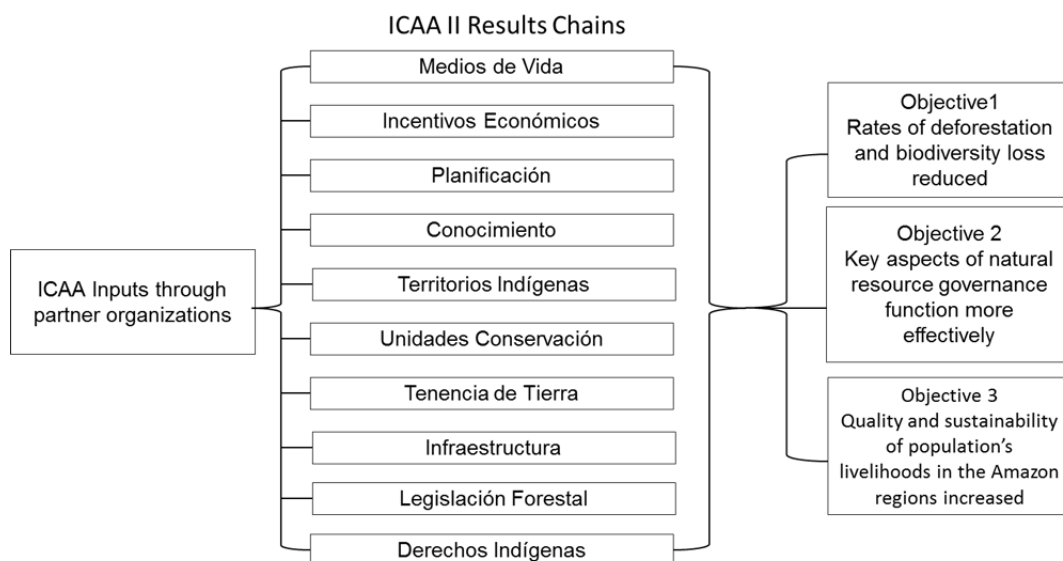 ICAA II Results Chains
ICAA Inputs through
partner organizations
Medios de Vida
Incentivos Económicos
Planificación
Conocimiento
Territorios Indígenas
Unidades Conservación
Tenencia de Tierra
Infraestructura
Legislación Forestal
Derechos Indígenas
Objective1
Rates of deforestation
and biodiversity loss
reduced
Objective 2
Key aspects of natural
resource governance
function more
effectively
Objective 3
Quality and sustainability
of population’s
livelihoods in the Amazon
regions increased